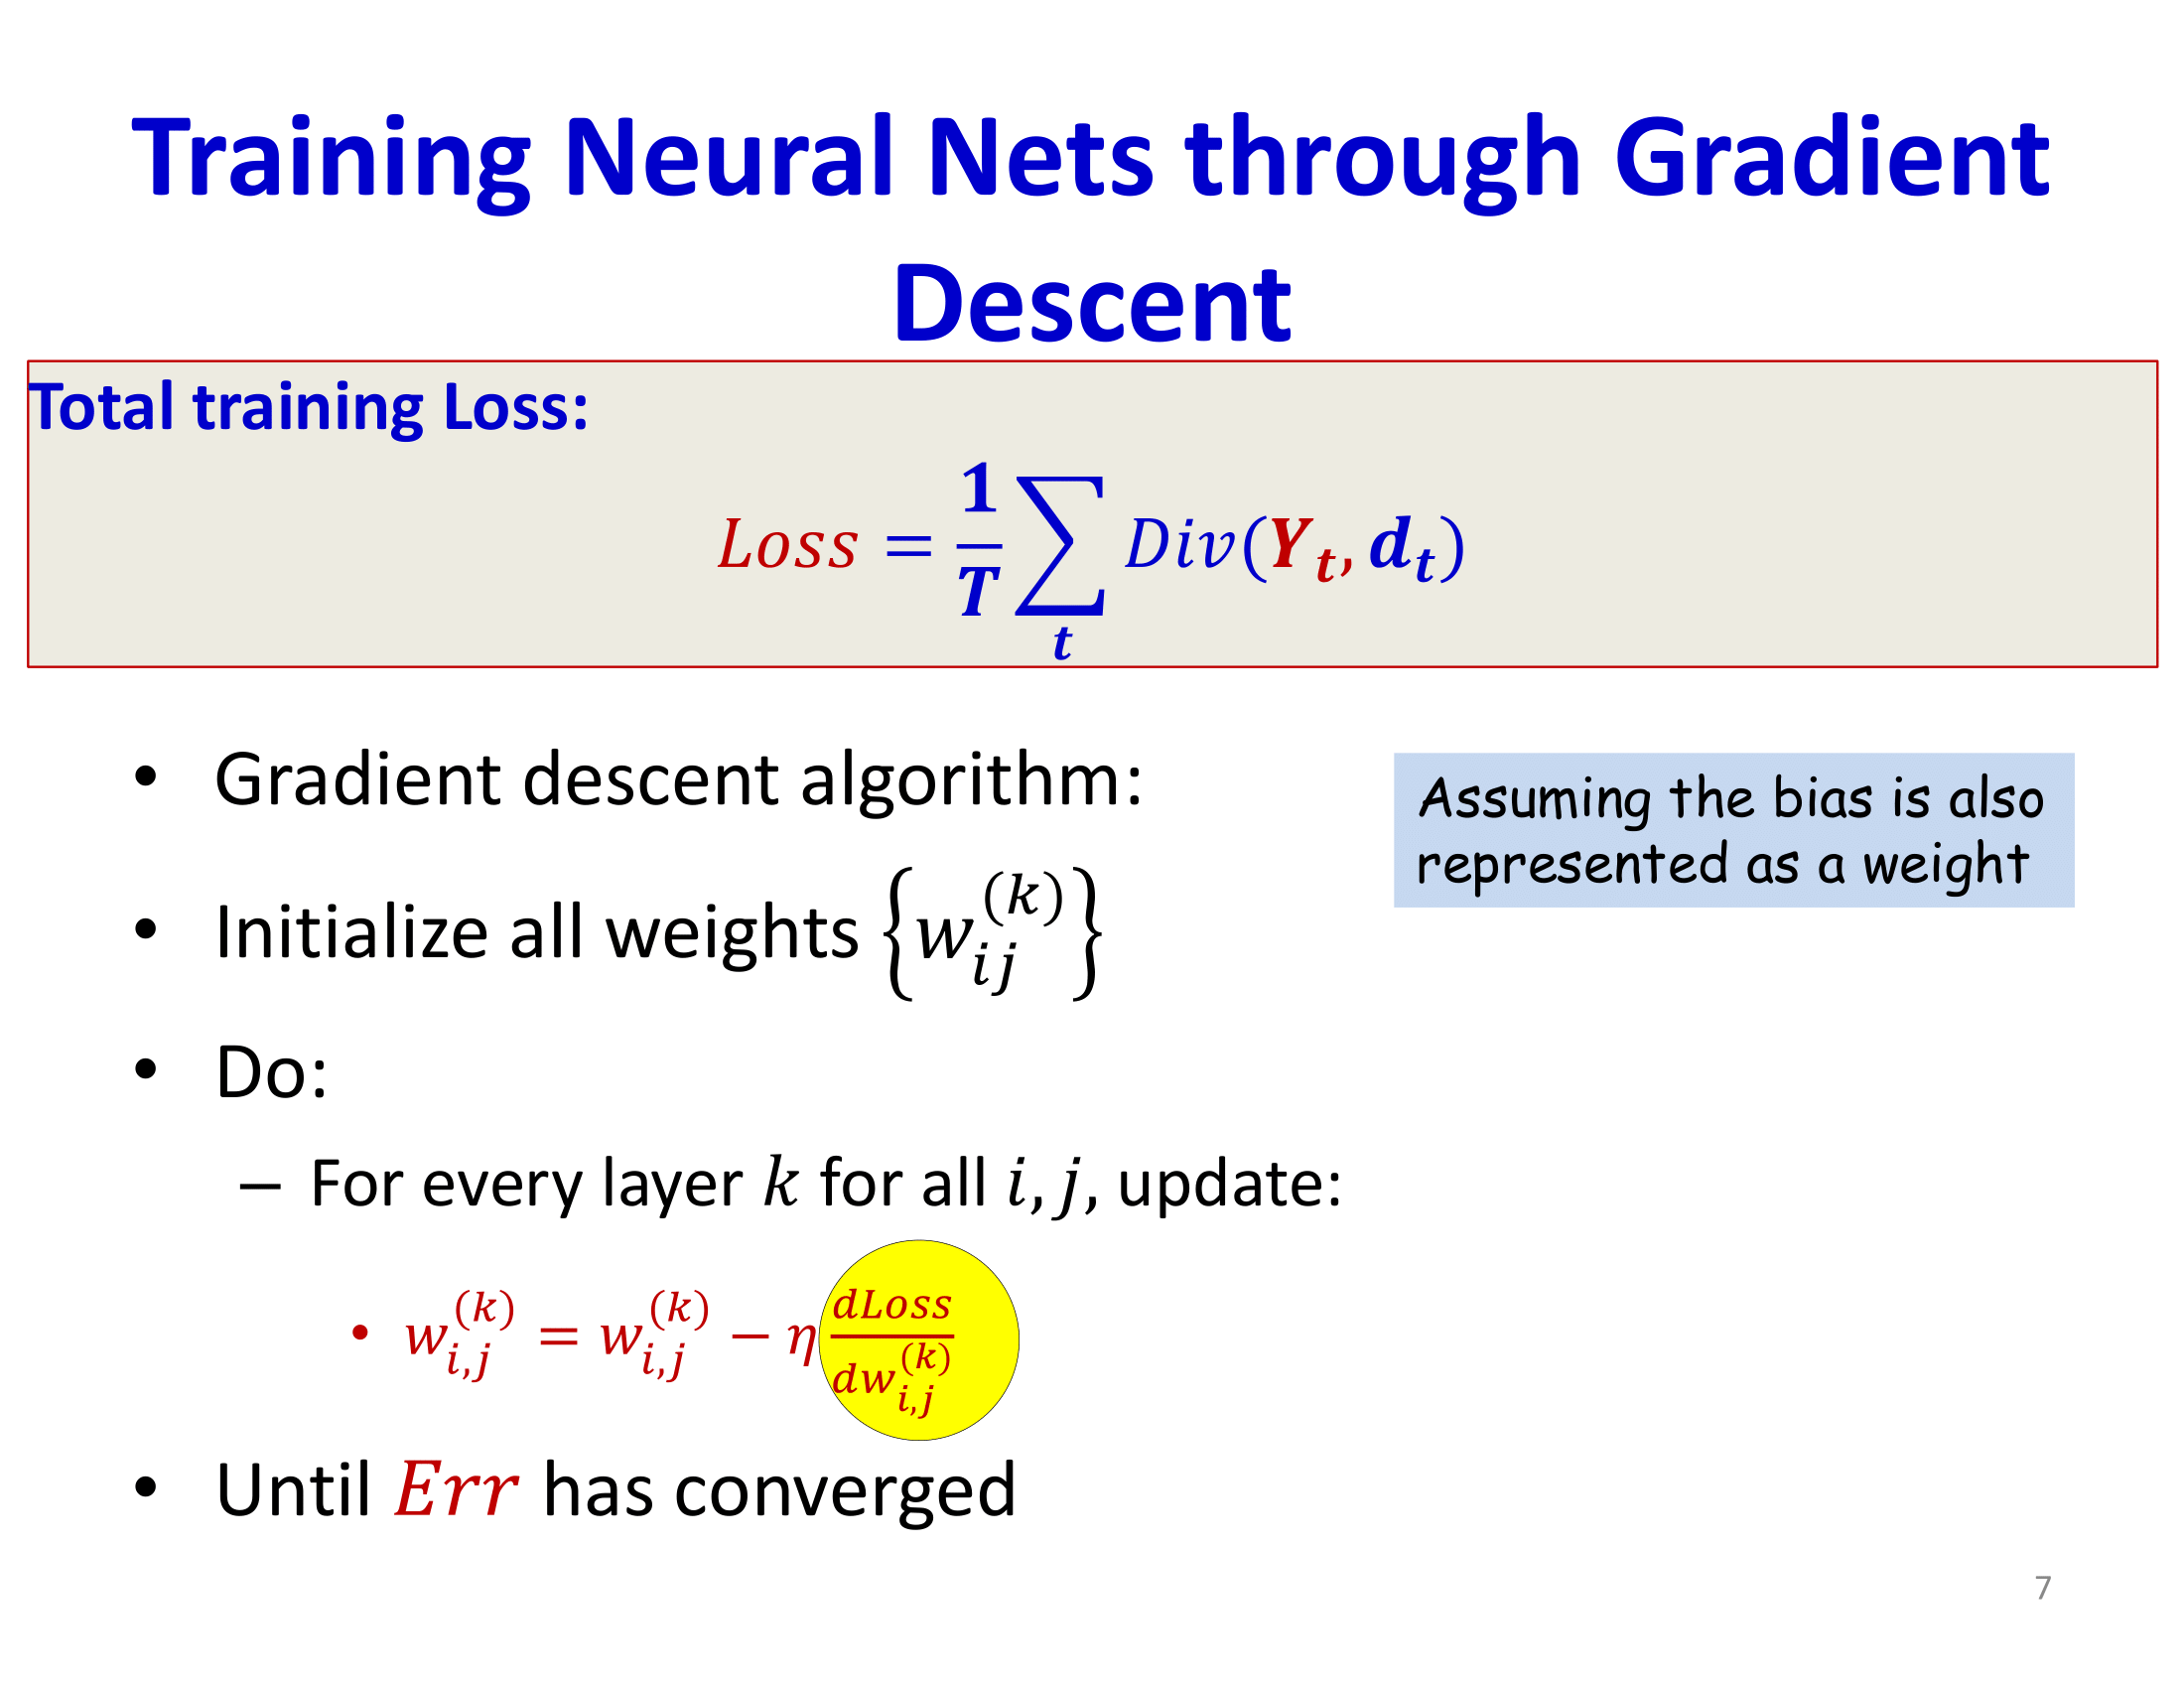 Training Neural Nets through Gradient
Descent
Total training Loss:
Loss = \frac{1}{T} \sum_{t} Div(Y_t, d_t)
• Gradient descent algorithm:
Assuming the bias is also
represented as a weight
• Initialize all weights \left\{ w_{ij}^{(k)} \right\}
• Do:
– For every layer k for all i, j, update:
• w_{i,j}^{(k)} = w_{i,j}^{(k)} − η \frac{dLoss}{dw_{i,j}^{(k)}}
• Until Err has converged
7